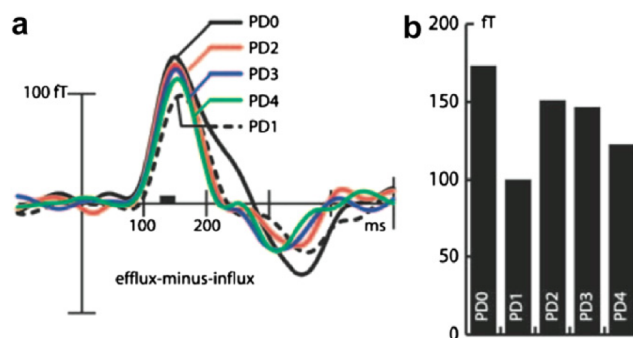 a
PD0
PD2
PD3
PD4
PD1
100 fT
100
200
ms
efflux-minus-influx
b
fT
200
150
100
50
0
PD0
PD1
PD2
PD3
PD4